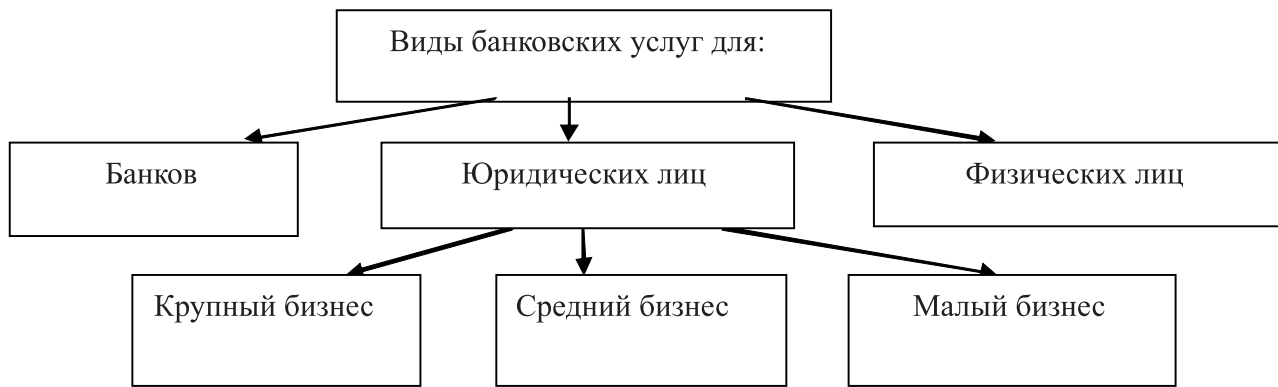 Виды банковских услуг для:
Банков
Юридических лиц
Физических лиц
Крупный бизнес
Средний бизнес
Малый бизнес